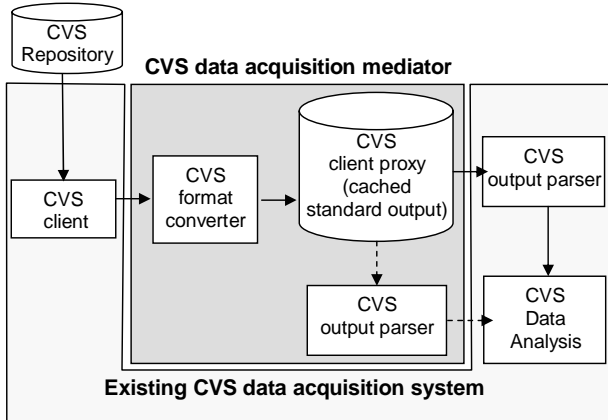 CVS
Repository
CVS data acquisition mediator
CVS
client
CVS
format
converter
CVS
client proxy
(cached
standard output)
CVS
output parser
CVS
output parser
CVS
Data
Analysis
Existing CVS data acquisition system